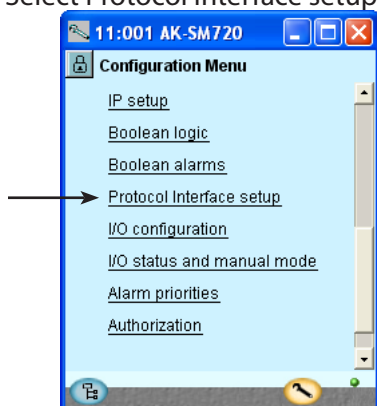 Select Protocol Interface setup
11:001 AK-SM720
Configuration Menu
IP setup
Boolean logic
Boolean alarms
Protocol Interface setup
I/O configuration
I/O status and manual mode
Alarm priorities
Authorization